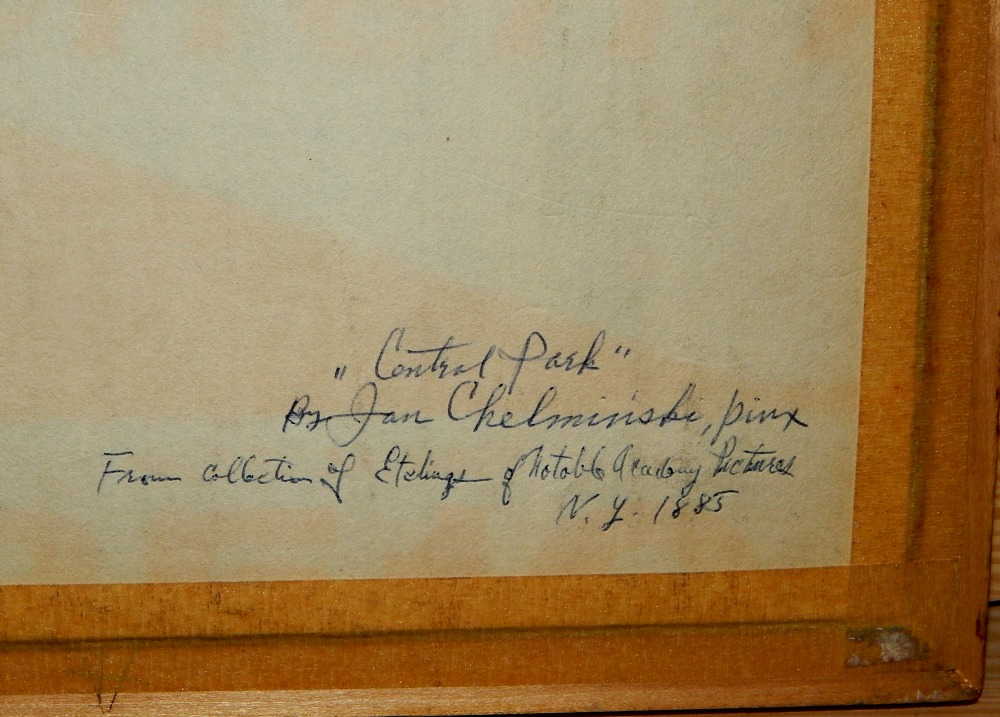 "Central Park"
By Jan Chelminski, pinx
From collection of Etchings of Notable Academy Pictures
N.Y. 1885